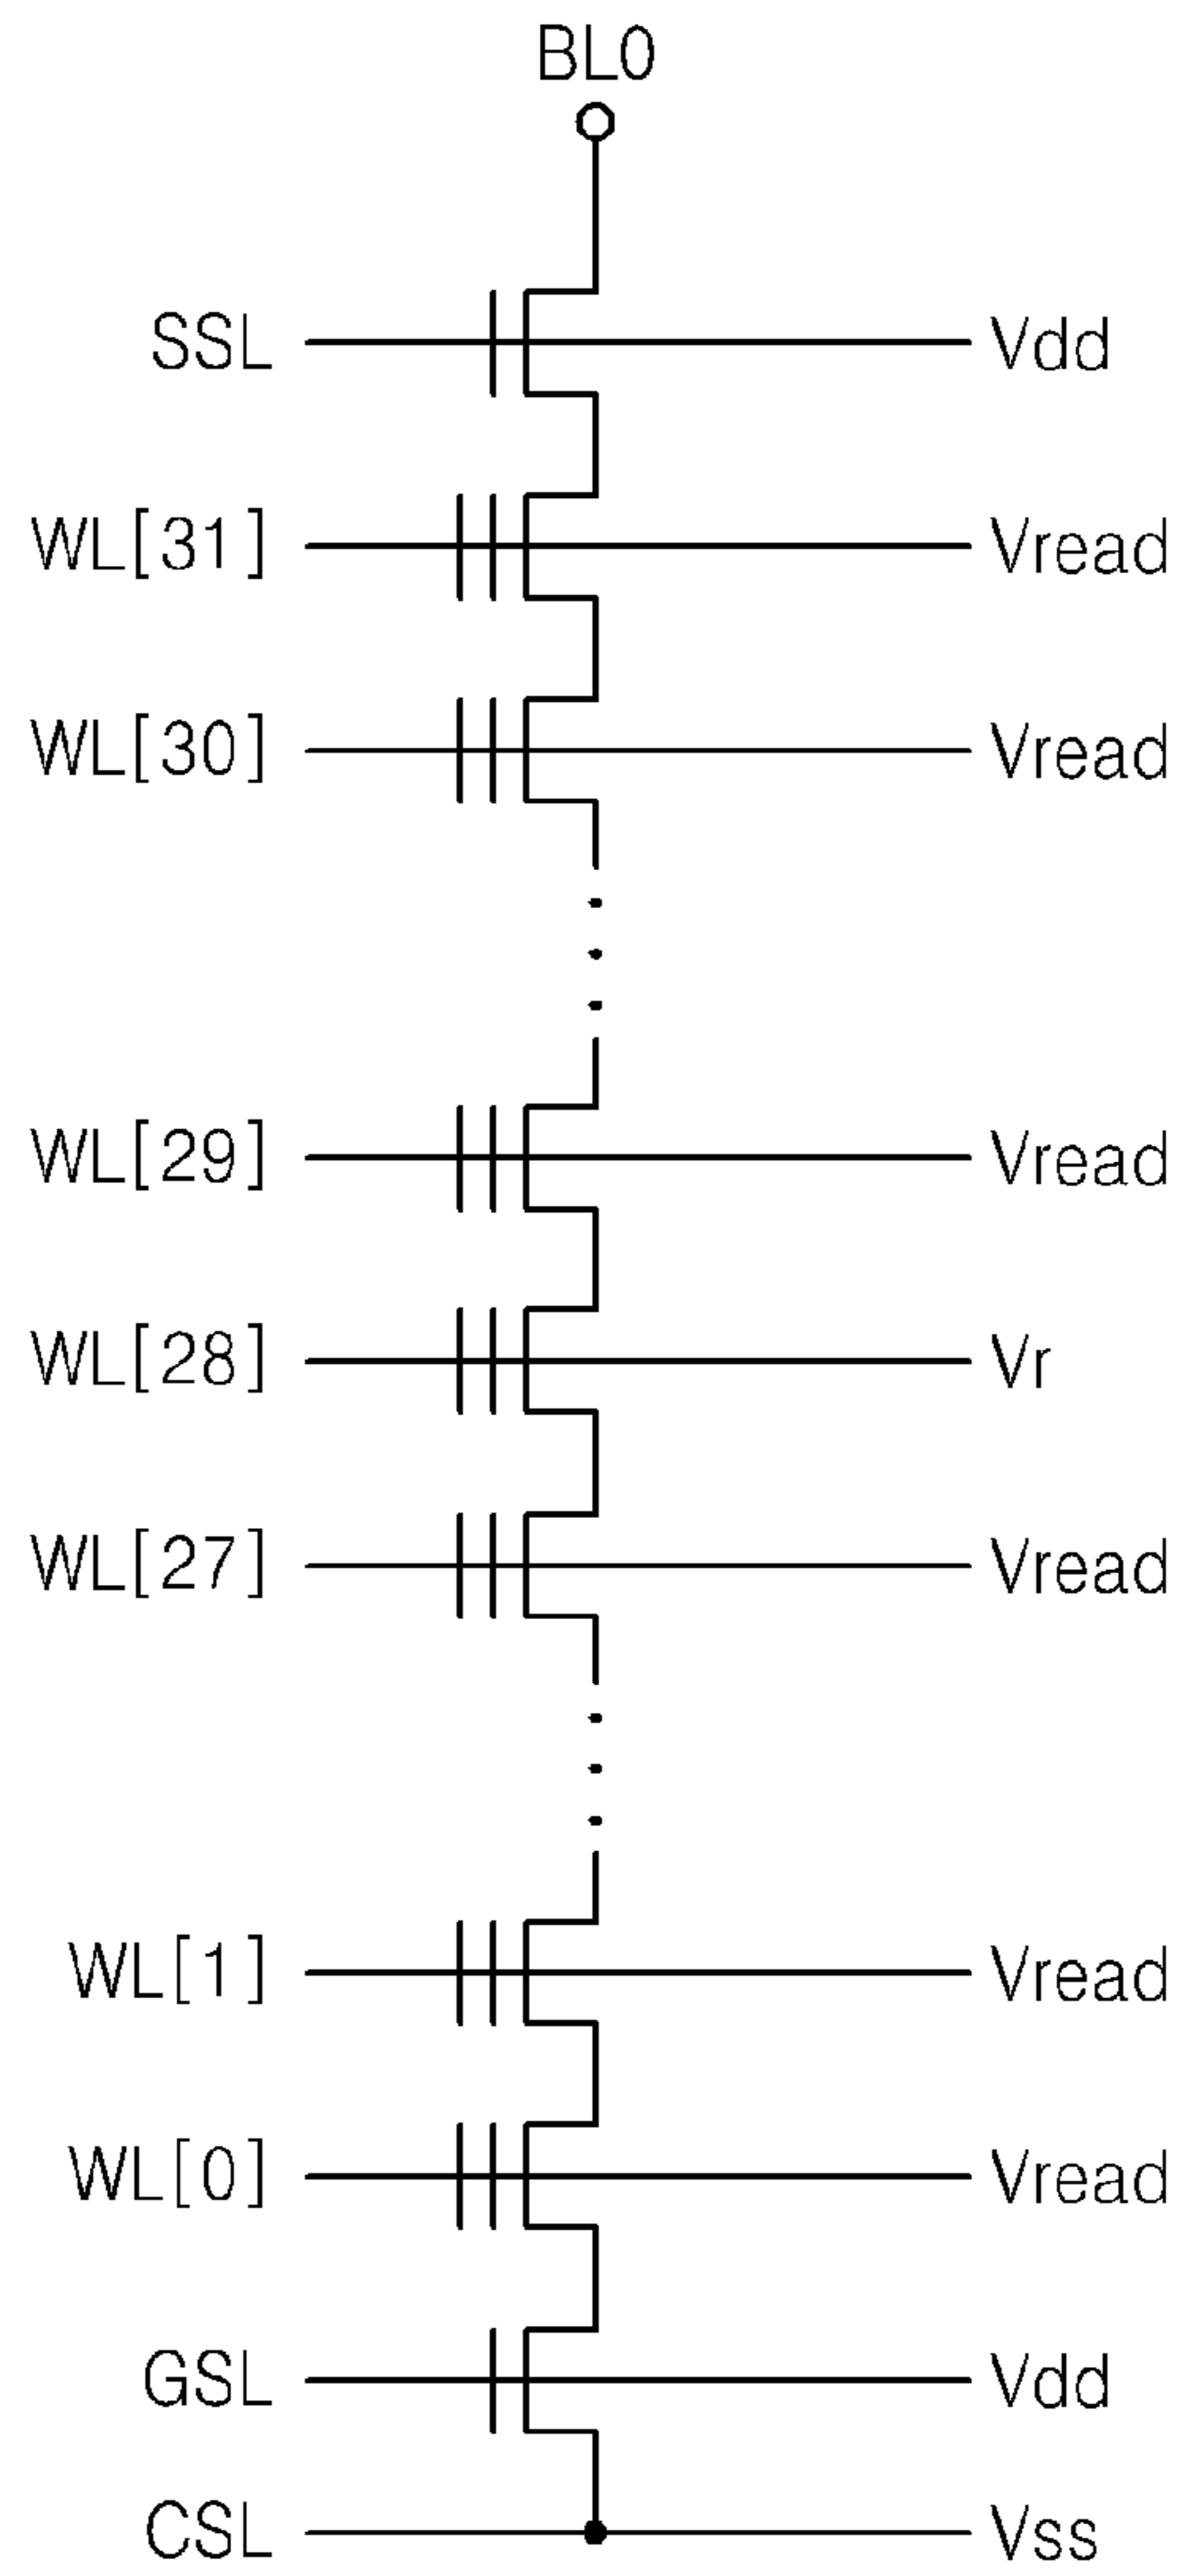 BL0
SSL Vdd
WL[31] Vread
WL[30] Vread
WL[29] Vread
WL[28] Vr
WL[27] Vread
WL[1] Vread
WL[0] Vread
GSL Vdd
CSL Vss